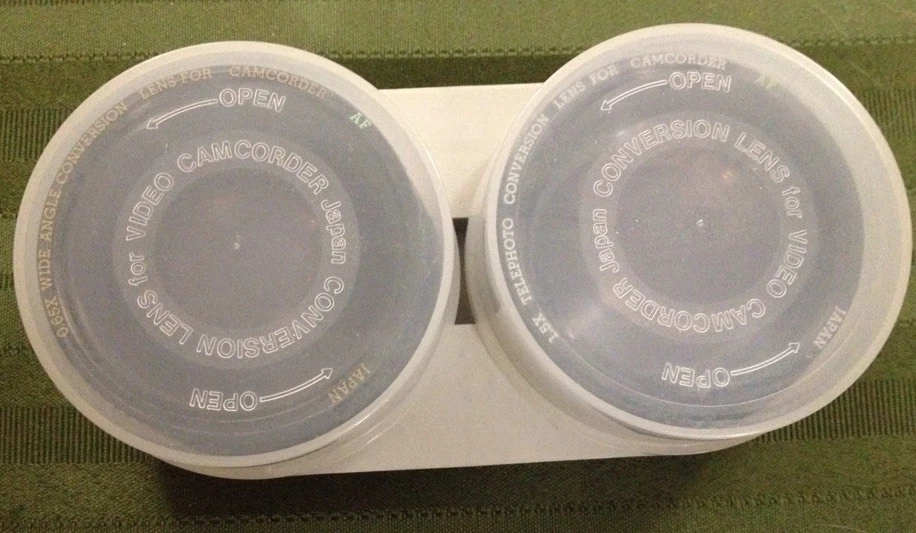 0.65X WIDE ANGLE CONVERSION LENS FOR CAMCORDER AF
JAPAN
OPEN
CONVERSION LENS for VIDEO CAMCORDER Japan
OPEN
1.5X TELEPHOTO CONVERSION LENS FOR CAMCORDER AF
JAPAN
OPEN
CONVERSION LENS for VIDEO CAMCORDER Japan
OPEN